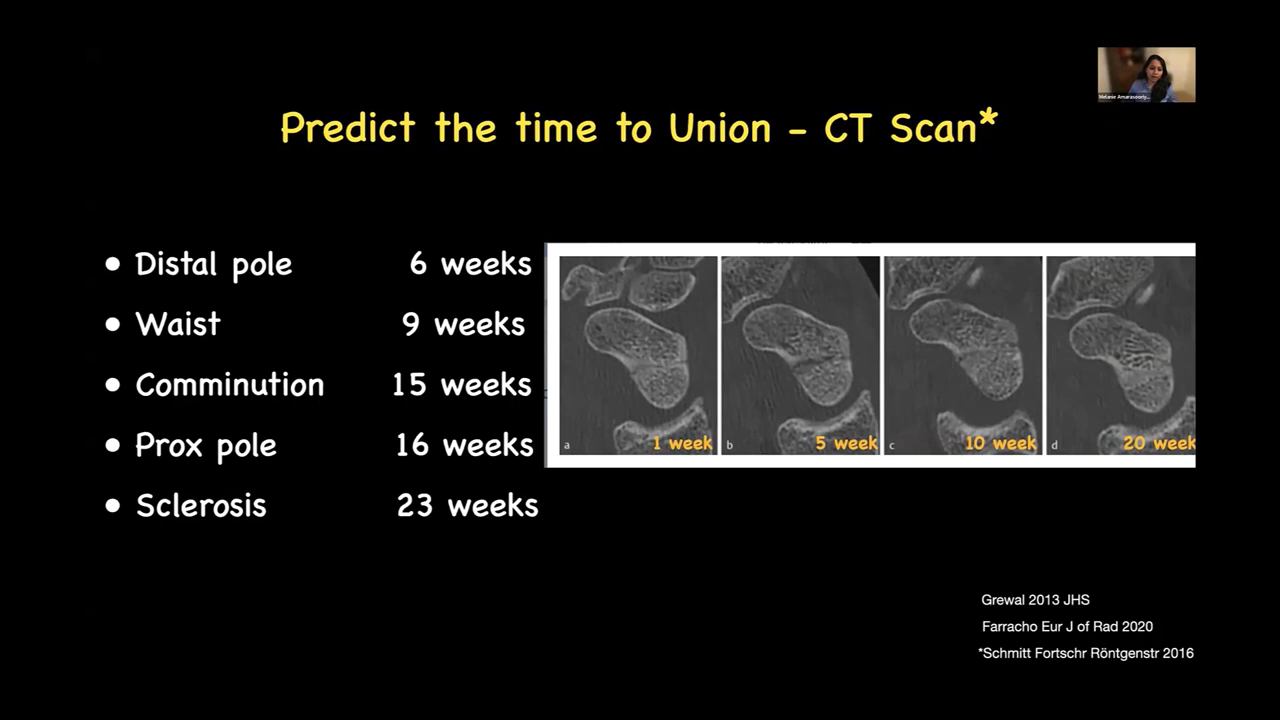 Predict the time to Union - CT Scan*
• Distal pole 6 weeks
• Waist 9 weeks
• Comminution 15 weeks
• Prox pole 16 weeks
• Sclerosis 23 weeks
a 1 week
b 5 week
c 10 week
d 20 week
Grewal 2013 JHS
Farracho Eur J of Rad 2020
*Schmitt Fortschr Röntgenstr 2016